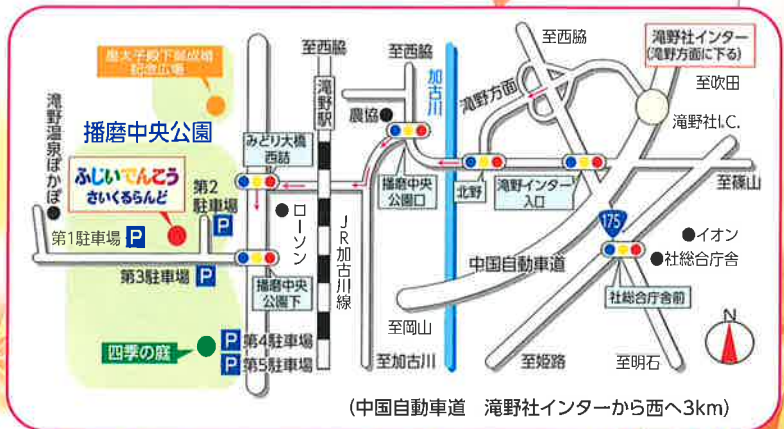 皇太子殿下御成婚
記念広場
播磨中央公園
滝野温泉ぽかぽ
ふじいでんこう
さいくるらんど
第1駐車場 P
第2
駐車場
P
第3駐車場 P
四季の庭
P 第4駐車場
P 第5駐車場
みどり大橋
西詰
ローソン
播磨中央
公園下
至西脇
滝野駅
JR加古川線
農協
至西脇
播磨中央
公園口
至加古川
加古川
北野
滝野方面
至西脇
滝野インター
入口
滝野社インター
(滝野方面に下る)
至吹田
滝野社I.C.
至篠山
175
イオン
社総合庁舎
社総合庁舎前
中国自動車道
至岡山
至姫路
至明石
N
(中国自動車道 滝野社インターから西へ3km)